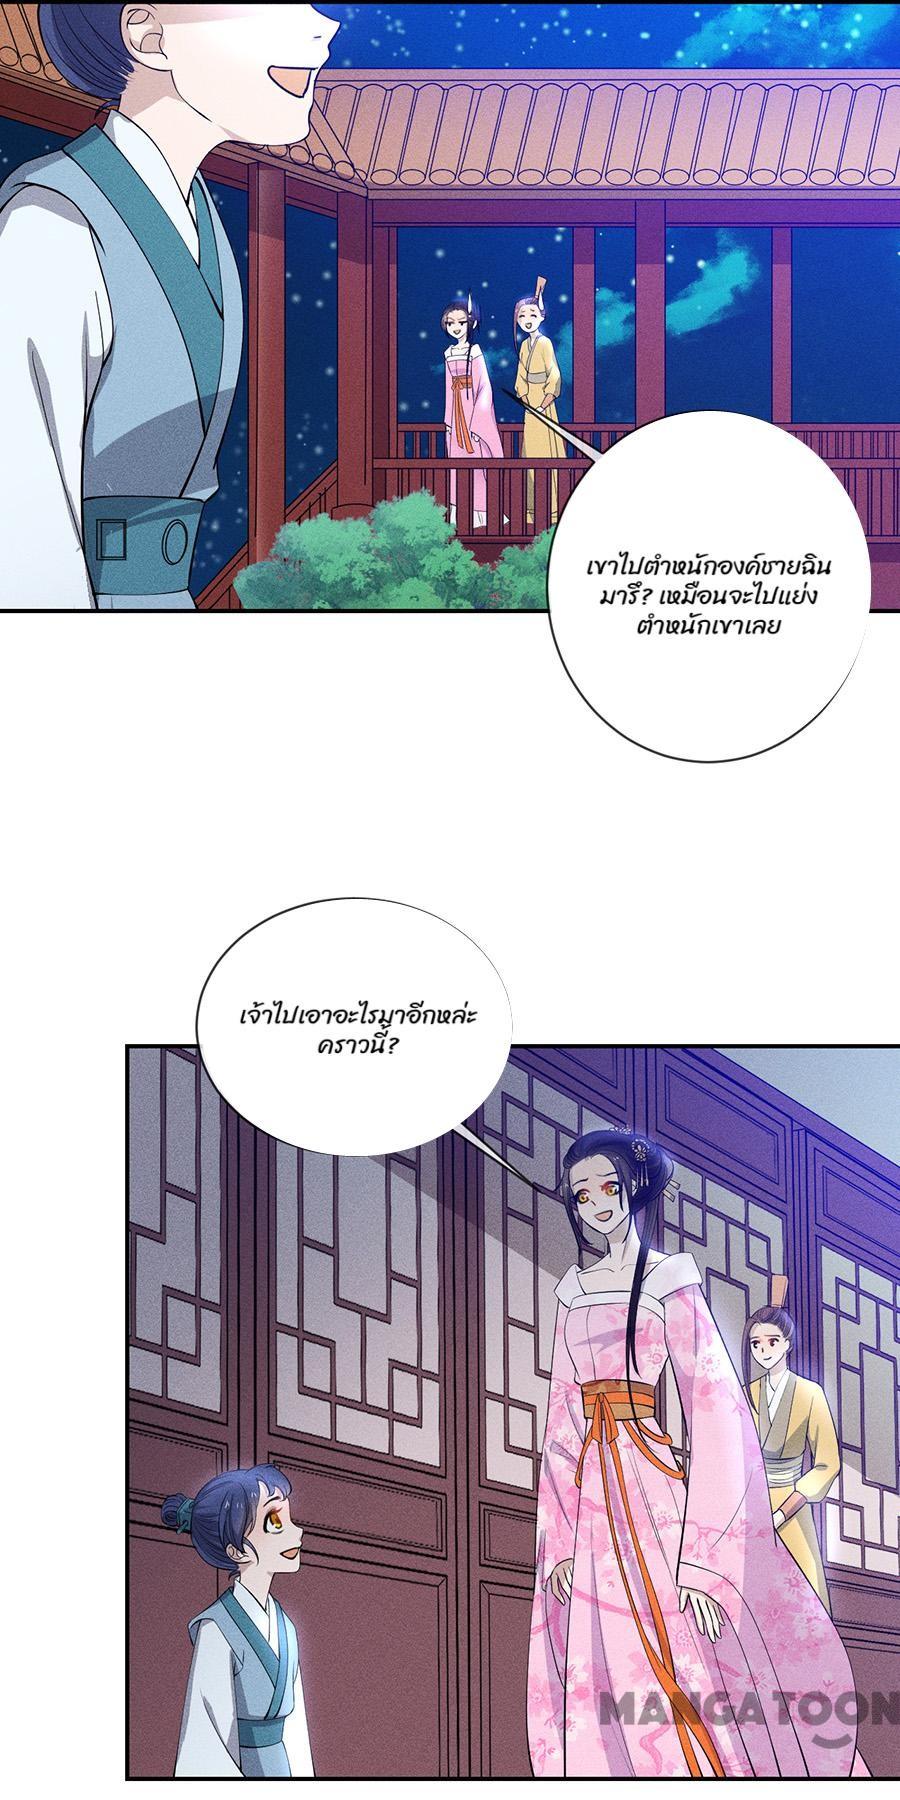 เขาไปตำหนักองค์ชายฉิน
มารึ? เหมือนจะไปแย่ง
ตำหนักเขาเลย
เจ้าไปเอาอะไรมาอีกหล่ะ
คราวนี้?
MANGA TOON